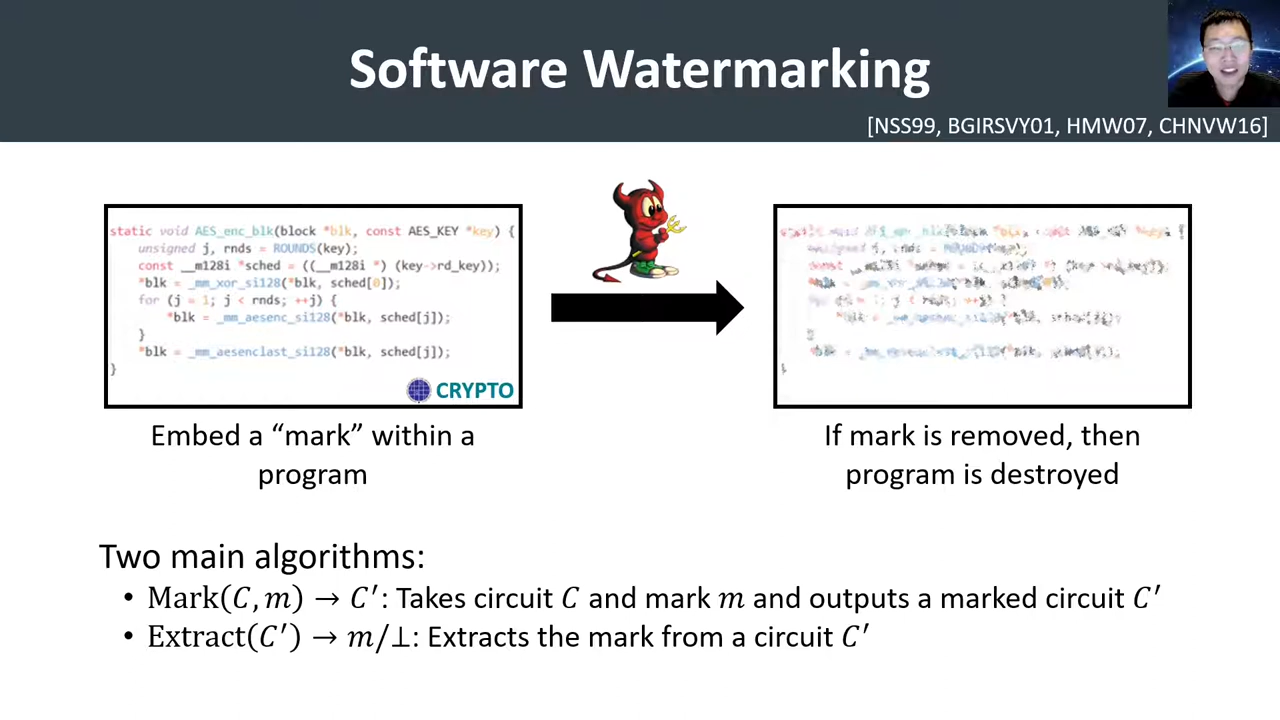 Software Watermarking
[NSS99, BGIRSVY01, HMW07, CHNVW16]
static void AES_enc_blk(block *blk, const AES_KEY *key) {
unsigned j, rnds = ROUNDS(key);
const __m128i *sched = ((__m128i *) (key->rd_key));
*blk = _mm_xor_si128(*blk, sched[0]);
for (j = 1; j < rnds; ++j) {
*blk = _mm_aesenc_si128(*blk, sched[j]);
}
*blk = _mm_aesenclast_si128(*blk, sched[j]);
}
CRYPTO
Embed a “mark” within a
program
If mark is removed, then
program is destroyed
Two main algorithms:
• Mark(𝐶, 𝑚) → 𝐶′: Takes circuit 𝐶 and mark 𝑚 and outputs a marked circuit 𝐶′
• Extract(𝐶′) → 𝑚/⊥: Extracts the mark from a circuit 𝐶′